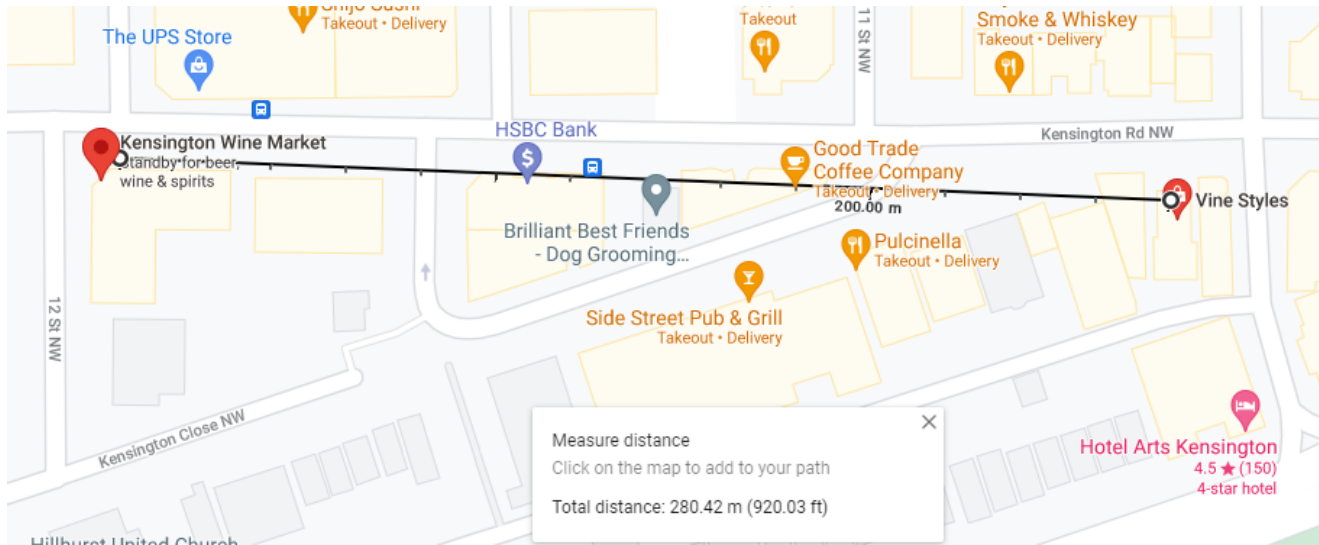 Shijo Sushi
Takeout • Delivery
The UPS Store
Takeout
11 St NW
Smoke & Whiskey
Takeout • Delivery
Kensington Wine Market
Standby for beer,
wine & spirits
HSBC Bank
Kensington Rd NW
Good Trade
Coffee Company
Takeout • Delivery
200.00 m
Vine Styles
Brilliant Best Friends
- Dog Grooming...
Pulcinella
Takeout • Delivery
12 St NW
Side Street Pub & Grill
Takeout • Delivery
Kensington Close NW
Measure distance
Click on the map to add to your path
Total distance: 280.42 m (920.03 ft)
Hotel Arts Kensington
4.5 ★ (150)
4-star hotel
Hillhurst United Church